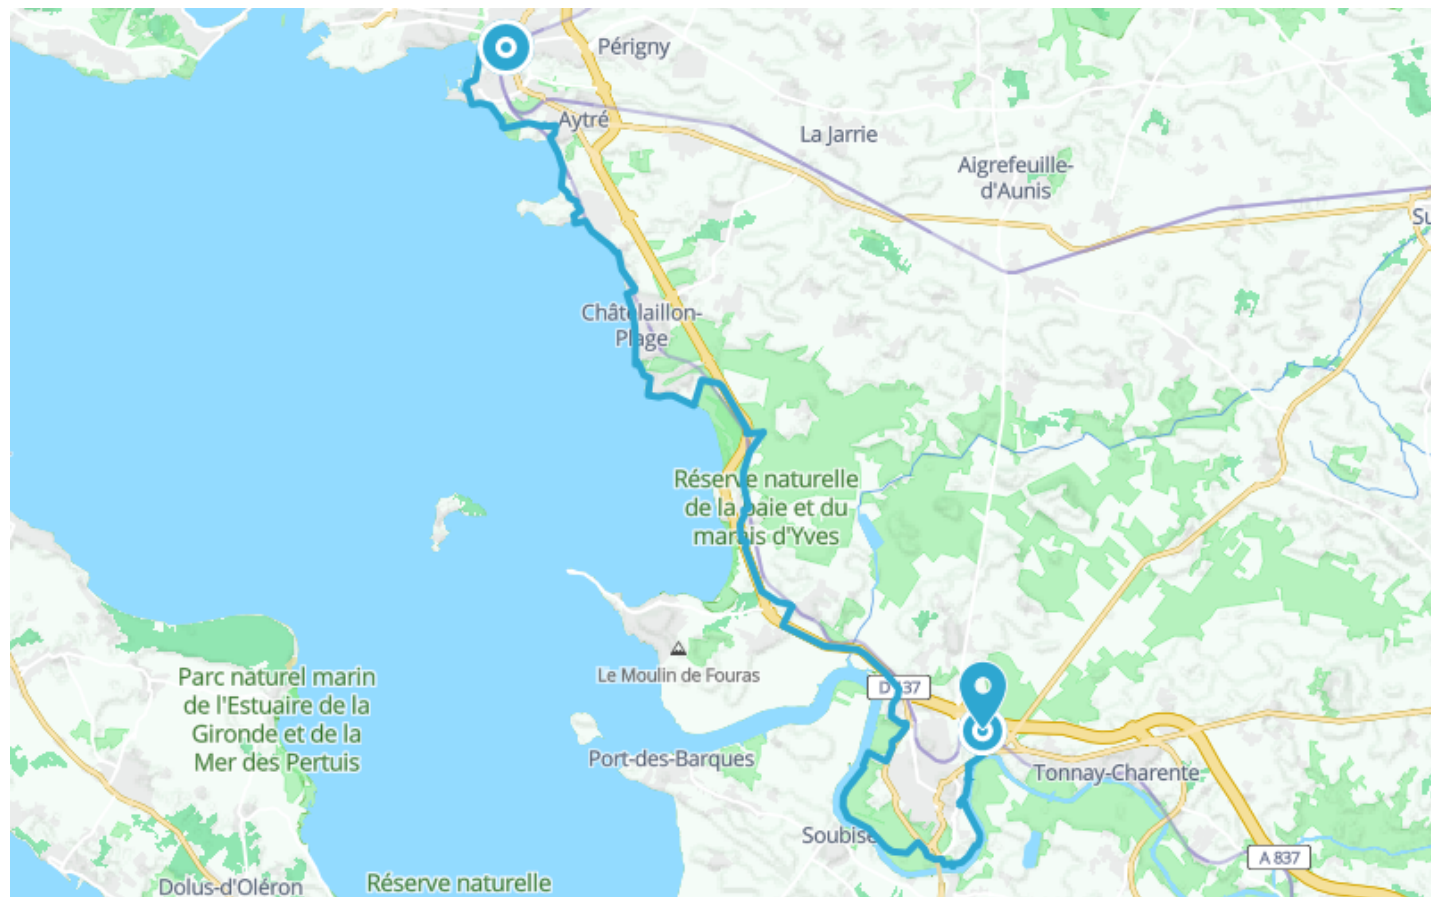 Périgny
Aytré
La Jarrie
Aigrefeuille-
d'Aunis
Su
Châtelaillon-
Plage
Réserve naturelle
de la baie et du
marais d'Yves
Le Moulin de Fouras
Parc naturel marin
de l'Estuaire de la
Gironde et de la
Mer des Pertuis
D 137
Port-des-Barques
Tonnay-Charente
Soubise
A 837
Dolus-d'Oléron
Réserve naturelle